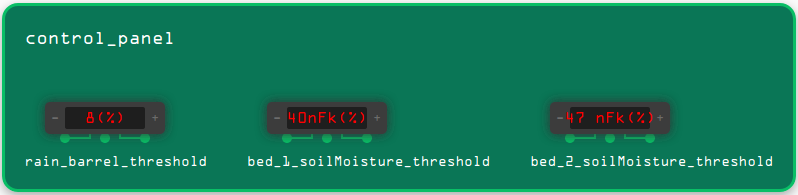 control_panel
- 8(%) +
- 40nFk(%) +
- 47 nFk(%) +
rain_barrel_threshold
bed_1_soilMoisture_threshold
bed_2_soilMoisture_threshold